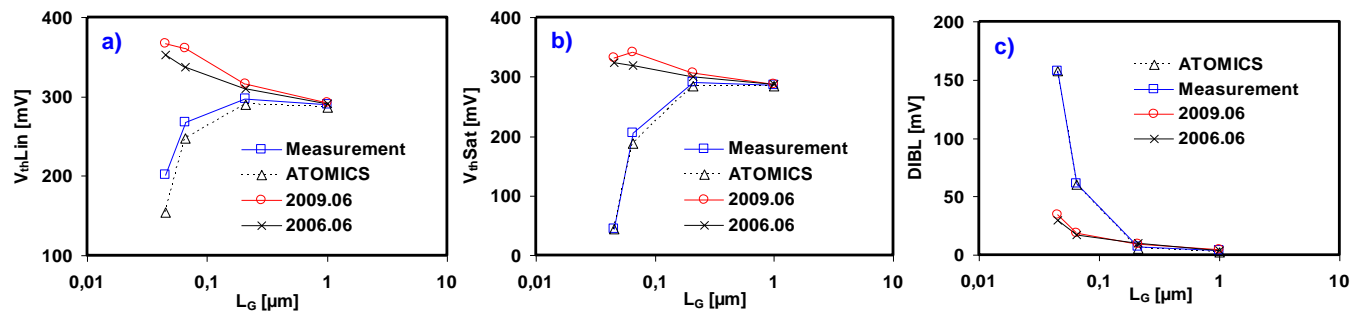 a)
400
300
200
100
VthLin [mV]
Measurement
ATOMICS
2009.06
2006.06
0,01
0,1
1
10
LG [µm]
b)
400
300
200
100
0
VthSat [mV]
Measurement
ATOMICS
2009.06
2006.06
0,01
0,1
1
10
LG [µm]
c)
200
150
100
50
0
DIBL [mV]
ATOMICS
Measurement
2009.06
2006.06
0,01
0,1
1
10
LG [µm]